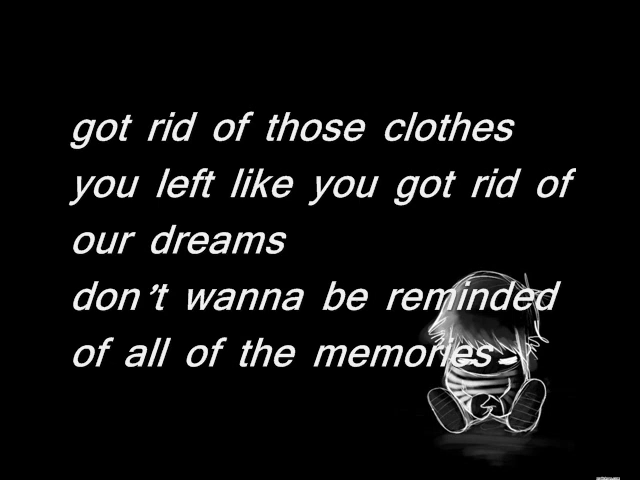 got rid of those clothes
you left like you got rid of
our dreams
don't wanna be reminded
of all of the memories